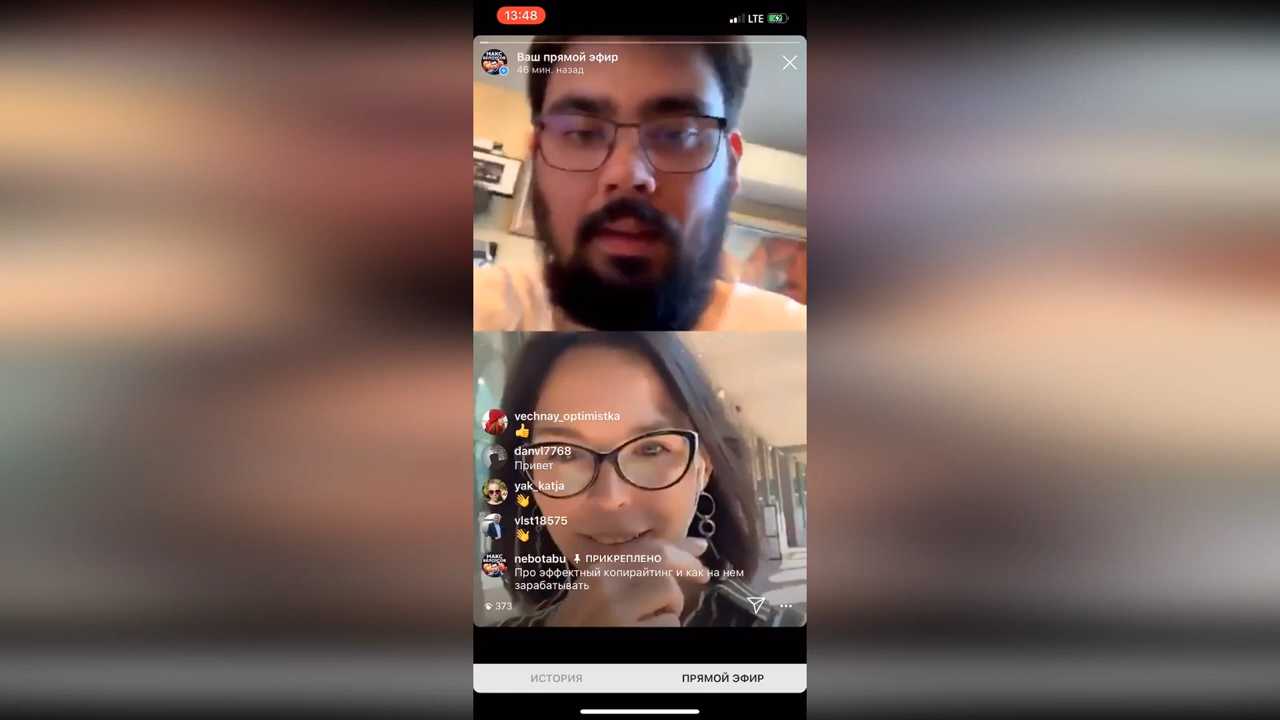 13:48
LTE
Ваш прямой эфир
46 мин. назад
vechnay_optimistka
danvl7768
Привет
yak_katja
vlst18575
nebotabu ПРИКРЕПЛЕНО
Про эффектный копирайтинг и как на нем
зарабатывать
373
ИСТОРИЯ
ПРЯМОЙ ЭФИР